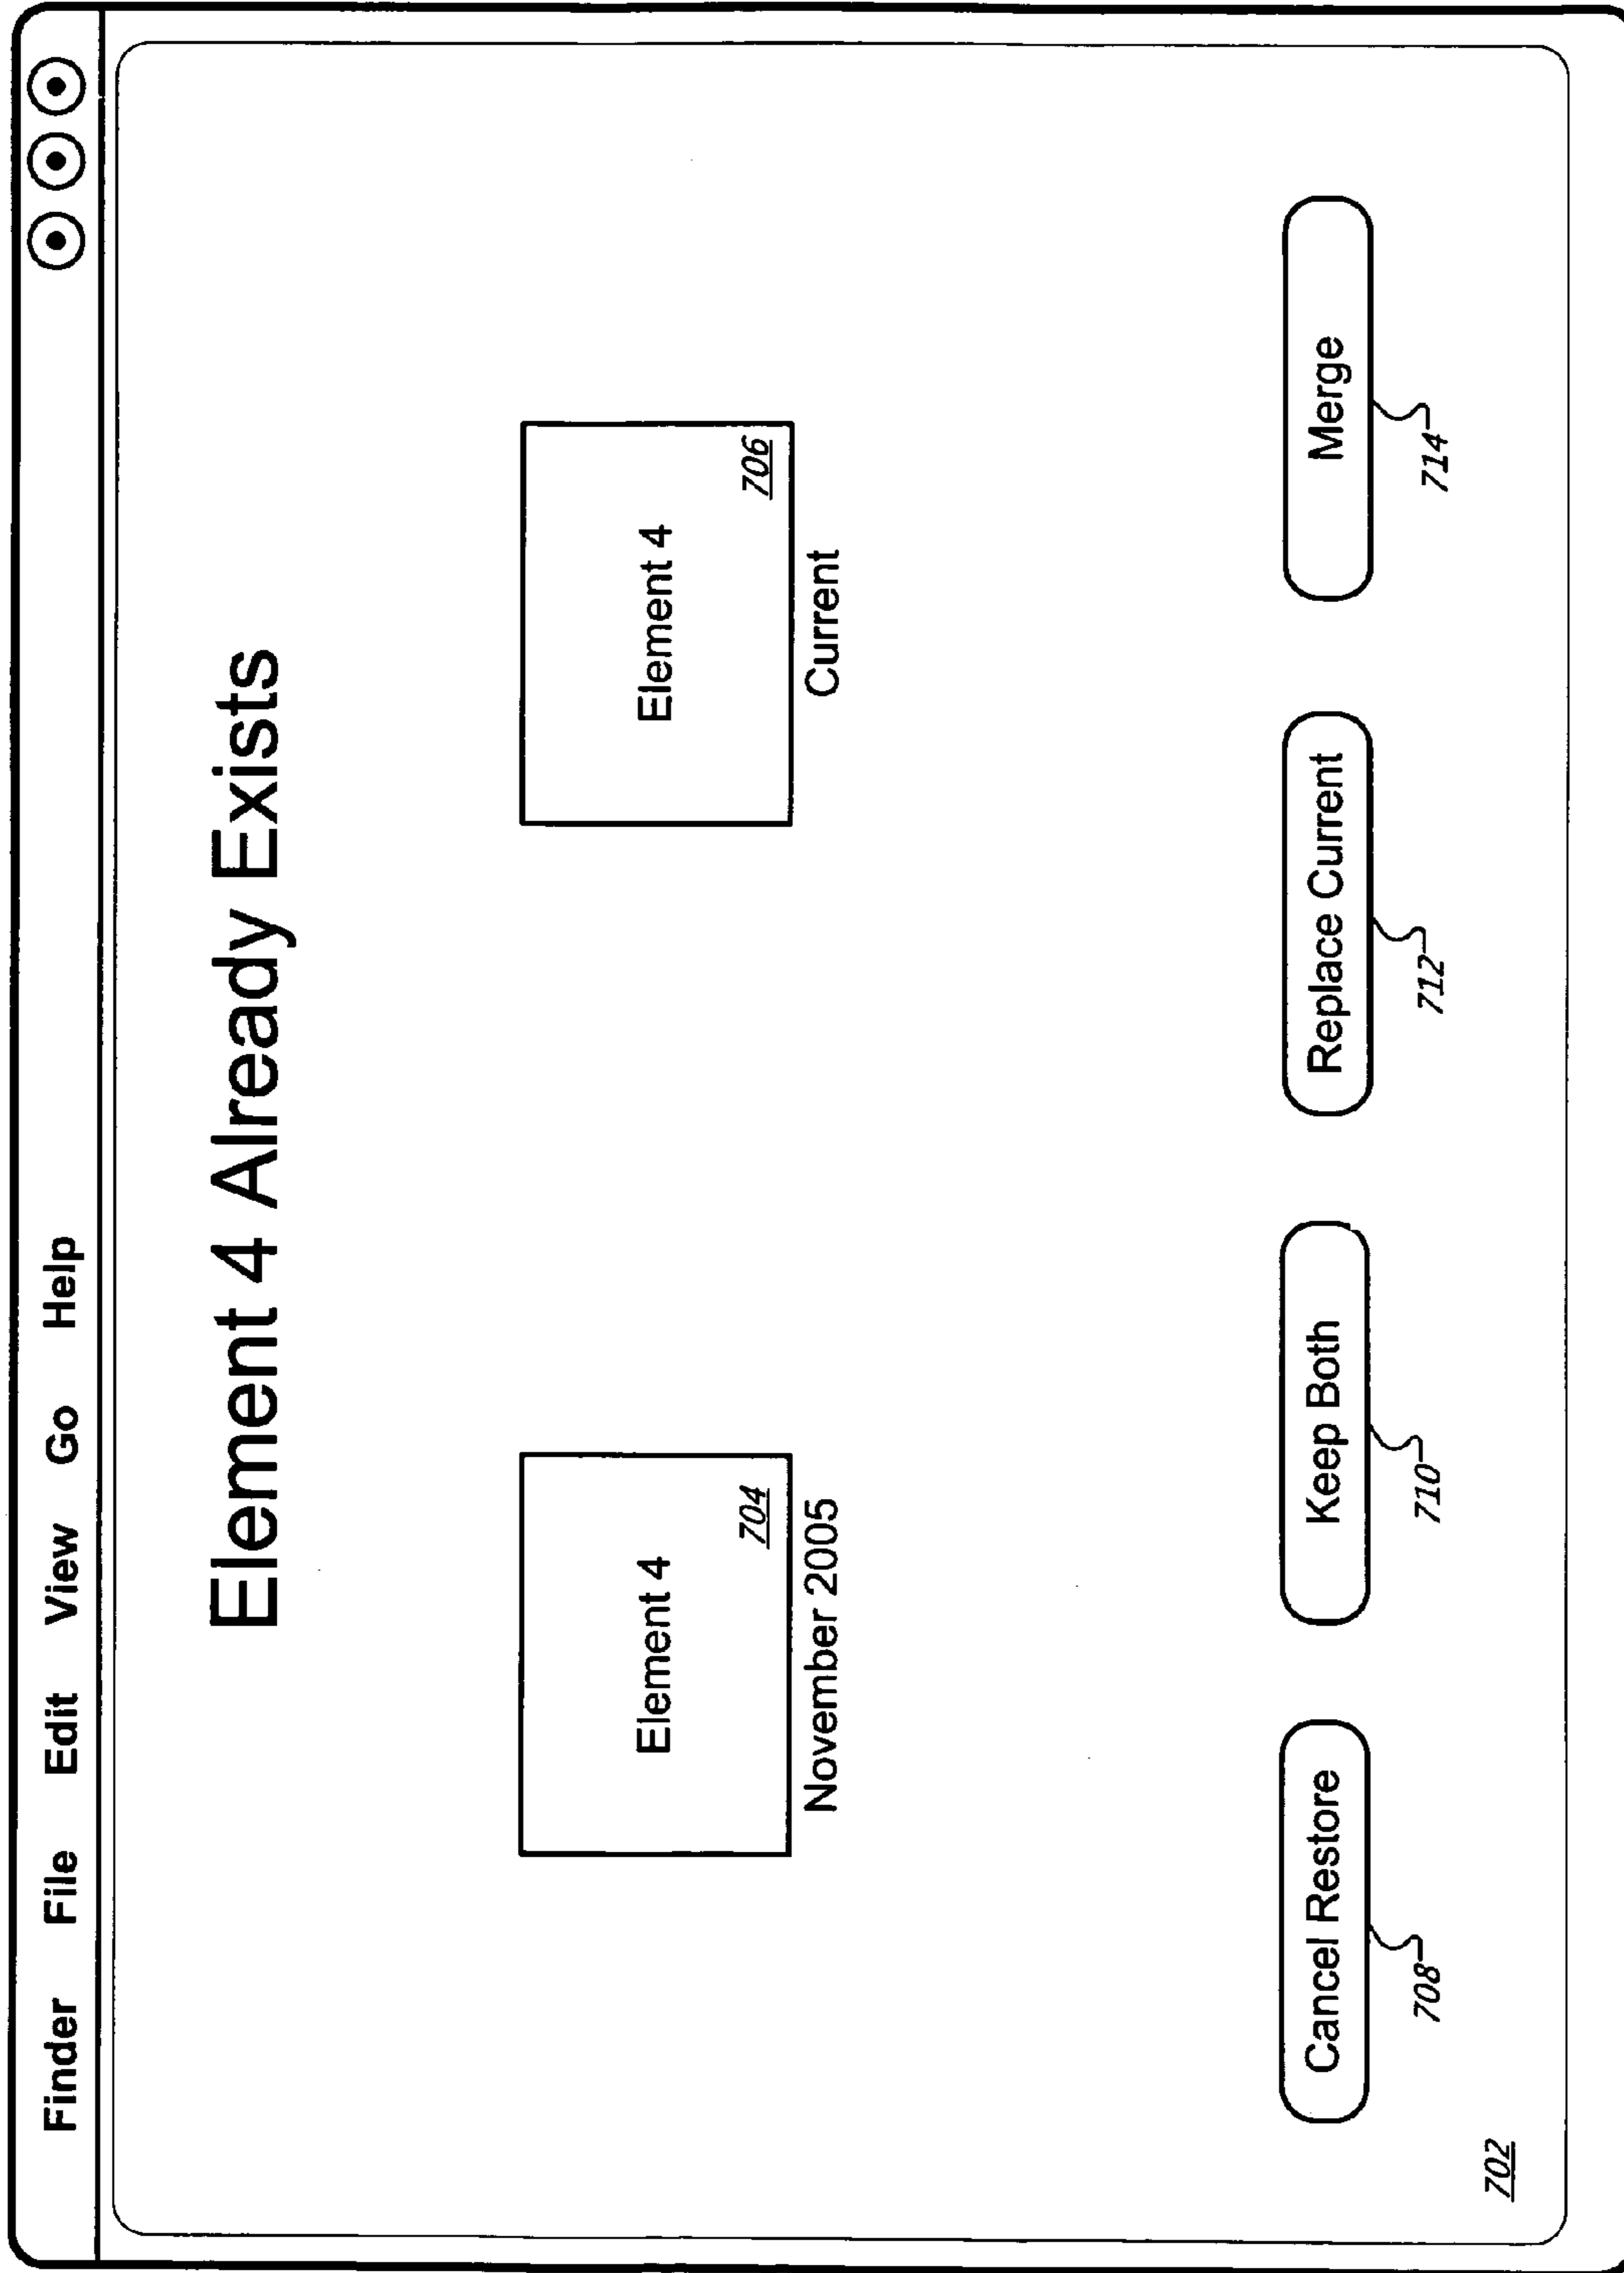 Finder File Edit View Go Help
Element 4 Already Exists
Element 4
704
November 2005
Element 4
706
Current
Cancel Restore
708
Keep Both
710
Replace Current
712
Merge
714
702